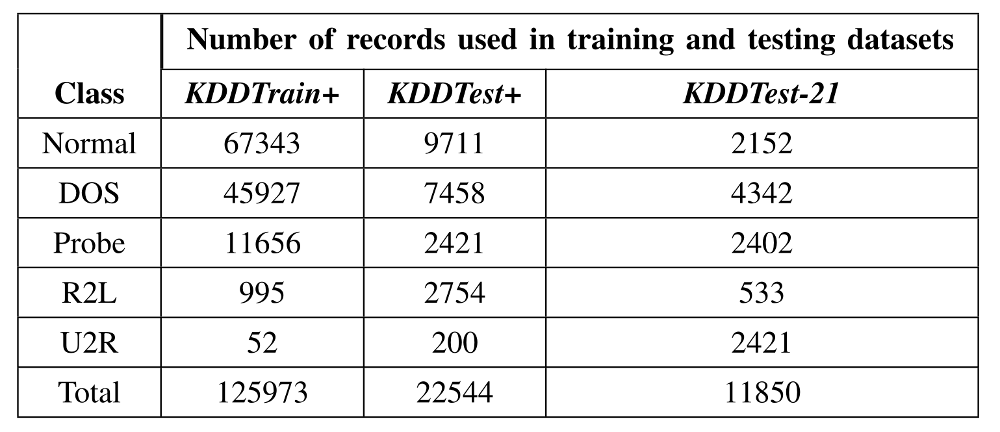 Number of records used in training and testing datasets
Class KDDTrain+ KDDTest+ KDDTest-21
Normal 67343 9711 2152
DOS 45927 7458 4342
Probe 11656 2421 2402
R2L 995 2754 533
U2R 52 200 2421
Total 125973 22544 11850